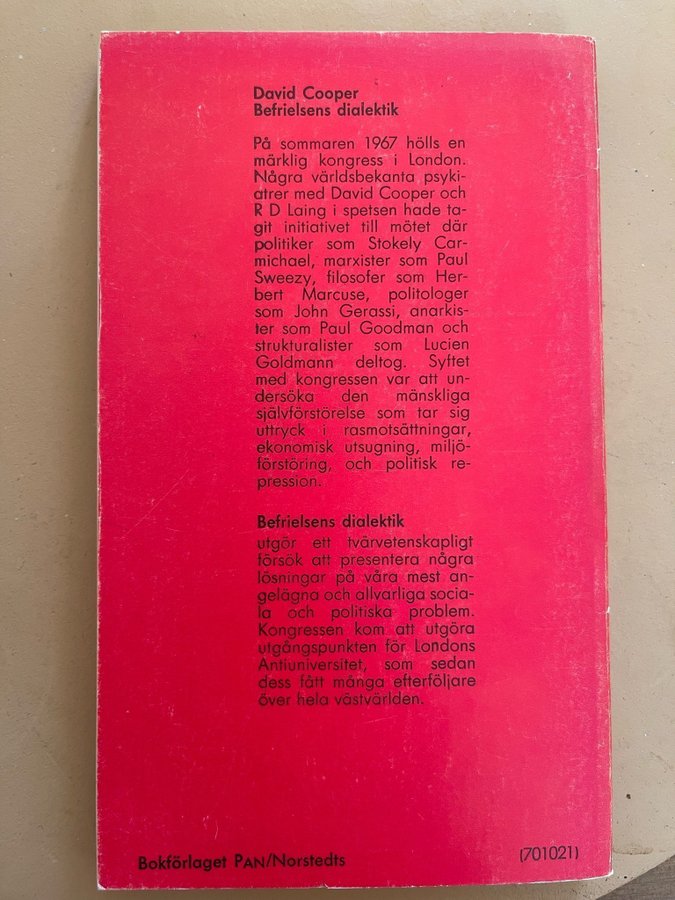 David Cooper
Befrielsens dialektik
På sommaren 1967 hölls en
märklig kongress i London.
Några världsbekanta psyki-
atrer med David Cooper och
R D Laing i spetsen hade ta-
git initiativet till mötet där
politiker som Stokely Car-
michael, marxister som Paul
Sweezy, filosofer som Her-
bert Marcuse, politologer
som John Gerassi, anarkis-
ter som Paul Goodman och
strukturalister som Lucien
Goldmann deltog. Syftet
med kongressen var att un-
dersöka den mänskliga
självförstörelse som tar sig
uttryck i rasmotsättningar,
ekonomisk utsugning, miljö-
förstöring, och politisk re-
pression.
Befrielsens dialektik
utgör ett tvärvetenskapligt
försök att presentera några
lösningar på våra mest an-
gelägna och allvarliga socia-
la och politiska problem.
Kongressen kom att utgöra
utgångspunkten för Londons
Antiuniversitet, som sedan
dess fått många efterföljare
över hela västvärlden.
Bokförlaget PAN/Norstedts
(701021)